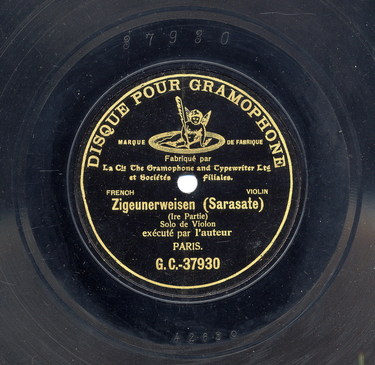 37930
DISQUE POUR GRAMOPHONE
MARQUE DE FABRIQUE
Fabriqué par
La Cie The Gramophone and Typewriter Ltd
et Sociétés Filiales.
FRENCH VIOLIN
Zigeunerweisen (Sarasate)
(Ire Partie)
Solo de Violon
exécuté par l'auteur
PARIS.
G.C.-37930